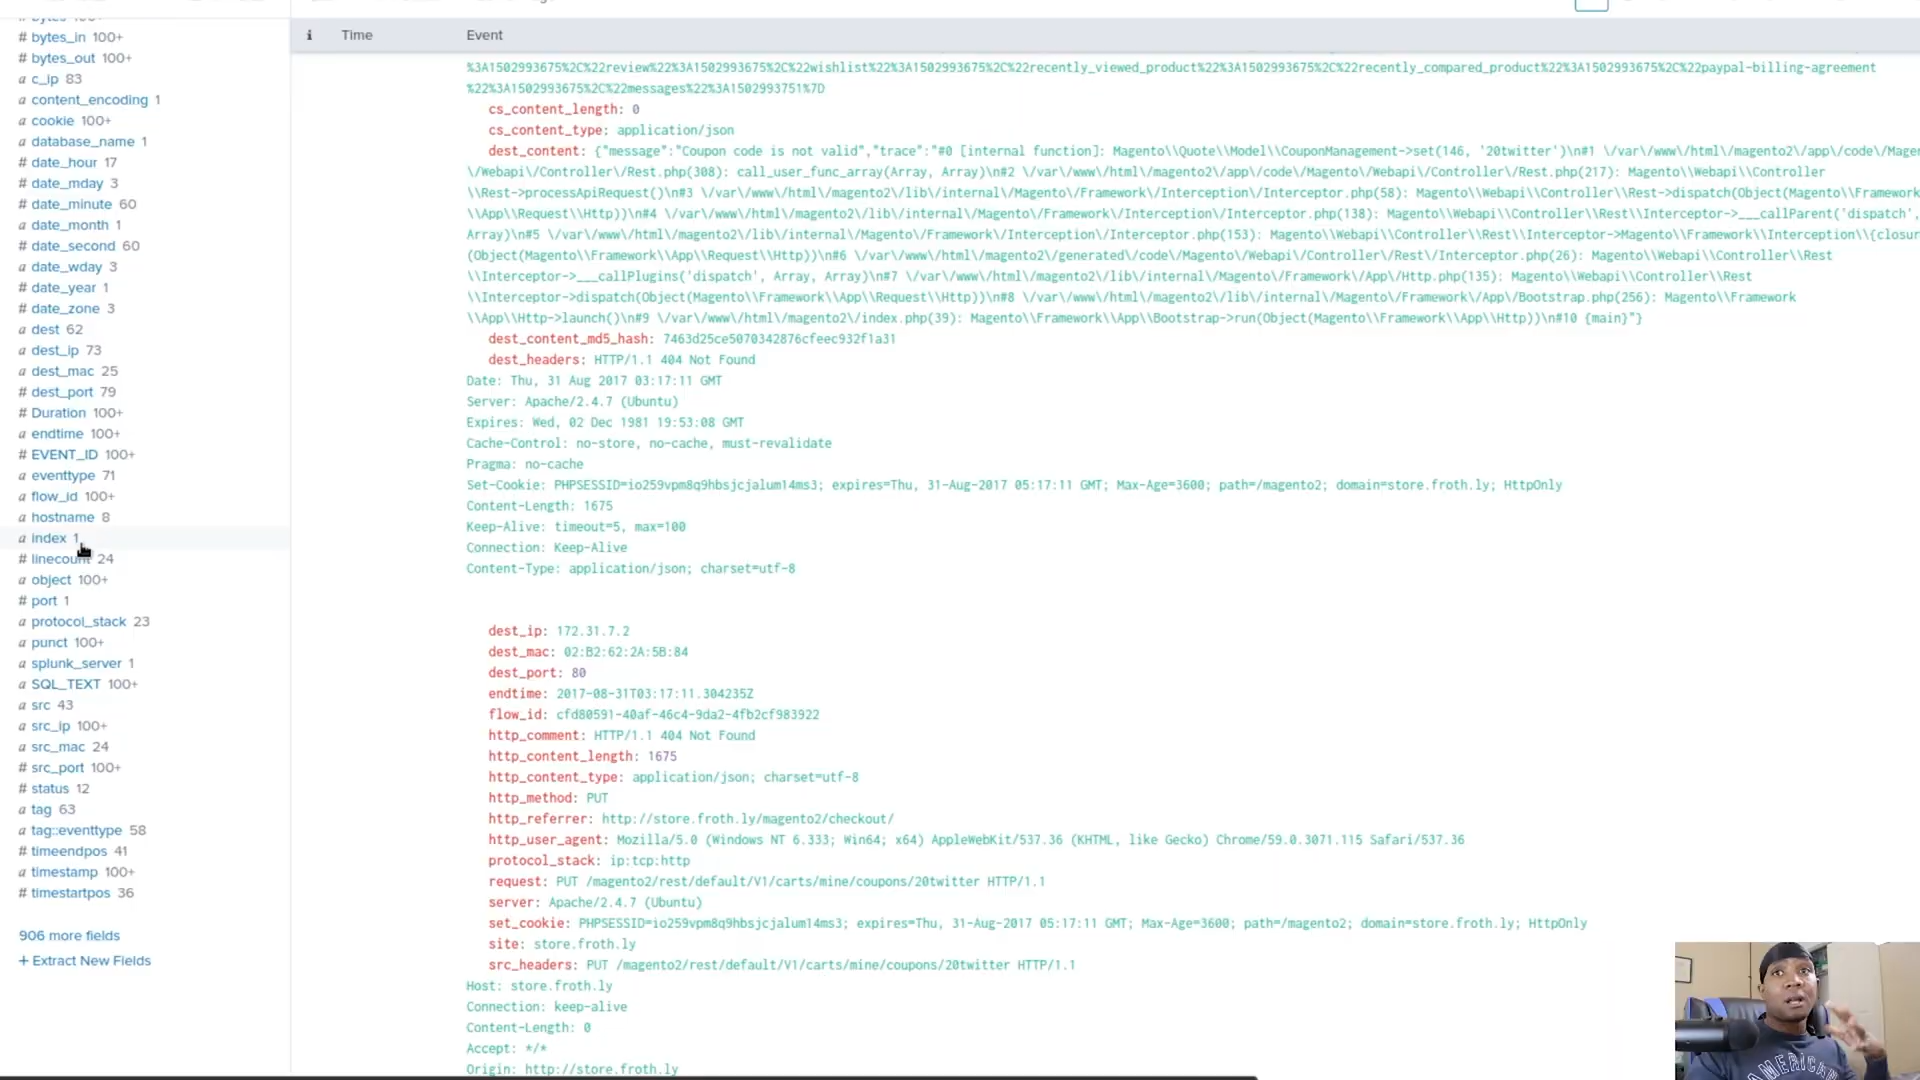 # bytes 100+
# bytes_in 100+
# bytes_out 100+
a c_ip 83
a content_encoding 1
a cookie 100+
a database_name 1
# date_hour 17
# date_mday 3
# date_minute 60
a date_month 1
# date_second 60
a date_wday 3
# date_year 1
a date_zone 3
a dest 62
a dest_ip 73
a dest_mac 25
# dest_port 79
# Duration 100+
a endtime 100+
# EVENT_ID 100+
a eventtype 71
a flow_id 100+
a hostname 8
a index 1
# linecount 24
a object 100+
# port 1
a protocol_stack 23
a punct 100+
a splunk_server 1
a SQL_TEXT 100+
a src 43
a src_ip 100+
a src_mac 24
# src_port 100+
# status 12
a tag 63
a tag::eventtype 58
# timeendpos 41
a timestamp 100+
# timestartpos 36
906 more fields
+ Extract New Fields
i Time Event
%3A1502993675%2C%22review%22%3A1502993675%2C%22wishlist%22%3A1502993675%2C%22recently_viewed_product%22%3A1502993675%2C%22recently_compared_product%22%3A1502993675%2C%22paypal-billing-agreement
%22%3A1502993675%2C%22messages%22%3A1502993751%7D
cs_content_length: 0
cs_content_type: application/json
dest_content: {"message":"Coupon code is not valid","trace":"#0 [internal function]: Magento\\Quote\\Model\\CouponManagement->set(146, '20twitter')\n#1 \/var\/www\/html\/magento2\/app\/code\/Magen
\/Webapi\/Controller\/Rest.php(308): call_user_func_array(Array, Array)\n#2 \/var\/www\/html\/magento2\/app\/code\/Magento\/Webapi\/Controller\/Rest.php(217): Magento\\Webapi\\Controller
\\Rest->processApiRequest()\n#3 \/var\/www\/html\/magento2\/lib\/internal\/Magento\/Framework\/Interception\/Interceptor.php(58): Magento\\Webapi\\Controller\\Rest->dispatch(Object(Magento\\Framework
\\App\\Request\\Http))\n#4 \/var\/www\/html\/magento2\/lib\/internal\/Magento\/Framework\/Interception\/Interceptor.php(138): Magento\\Webapi\\Controller\\Rest\\Interceptor->___callParent('dispatch',
Array)\n#5 \/var\/www\/html\/magento2\/lib\/internal\/Magento\/Framework\/Interception\/Interceptor.php(153): Magento\\Webapi\\Controller\\Rest\\Interceptor->Magento\\Framework\\Interception\\{closur
(Object(Magento\\Framework\\App\\Request\\Http))\n#6 \/var\/www\/html\/magento2\/generated\/code\/Magento\/Webapi\/Controller\/Rest\/Interceptor.php(26): Magento\\Webapi\\Controller\\Rest
\\Interceptor->___callPlugins('dispatch', Array, Array)\n#7 \/var\/www\/html\/magento2\/lib\/internal\/Magento\/Framework\/App\/Http.php(135): Magento\\Webapi\\Controller\\Rest
\\Interceptor->dispatch(Object(Magento\\Framework\\App\\Request\\Http))\n#8 \/var\/www\/html\/magento2\/lib\/internal\/Magento\/Framework\/App\/Bootstrap.php(256): Magento\\Framework
\\App\\Http->launch()\n#9 \/var\/www\/html\/magento2\/index.php(39): Magento\\Framework\\App\\Bootstrap->run(Object(Magento\\Framework\\App\\Http))\n#10 {main}"}
dest_content_md5_hash: 7463d25ce5070342876cfeec932f1a31
dest_headers: HTTP/1.1 404 Not Found
Date: Thu, 31 Aug 2017 03:17:11 GMT
Server: Apache/2.4.7 (Ubuntu)
Expires: Wed, 02 Dec 1981 19:53:08 GMT
Cache-Control: no-store, no-cache, must-revalidate
Pragma: no-cache
Set-Cookie: PHPSESSID=io259vpm8q9hbsjcjalum14ms3; expires=Thu, 31-Aug-2017 05:17:11 GMT; Max-Age=3600; path=/magento2; domain=store.froth.ly; HttpOnly
Content-Length: 1675
Keep-Alive: timeout=5, max=100
Connection: Keep-Alive
Content-Type: application/json; charset=utf-8
dest_ip: 172.31.7.2
dest_mac: 02:B2:62:2A:5B:84
dest_port: 80
endtime: 2017-08-31T03:17:11.304235Z
flow_id: cfd80591-40af-46c4-9da2-4fb2cf983922
http_comment: HTTP/1.1 404 Not Found
http_content_length: 1675
http_content_type: application/json; charset=utf-8
http_method: PUT
http_referrer: http://store.froth.ly/magento2/checkout/
http_user_agent: Mozilla/5.0 (Windows NT 6.333; Win64; x64) AppleWebKit/537.36 (KHTML, like Gecko) Chrome/59.0.3071.115 Safari/537.36
protocol_stack: ip:tcp:http
request: PUT /magento2/rest/default/V1/carts/mine/coupons/20twitter HTTP/1.1
server: Apache/2.4.7 (Ubuntu)
set_cookie: PHPSESSID=io259vpm8q9hbsjcjalum14ms3; expires=Thu, 31-Aug-2017 05:17:11 GMT; Max-Age=3600; path=/magento2; domain=store.froth.ly; HttpOnly
site: store.froth.ly
src_headers: PUT /magento2/rest/default/V1/carts/mine/coupons/20twitter HTTP/1.1
Host: store.froth.ly
Connection: keep-alive
Content-Length: 0
Accept: */*
Origin: http://store.froth.ly
AMERICAN